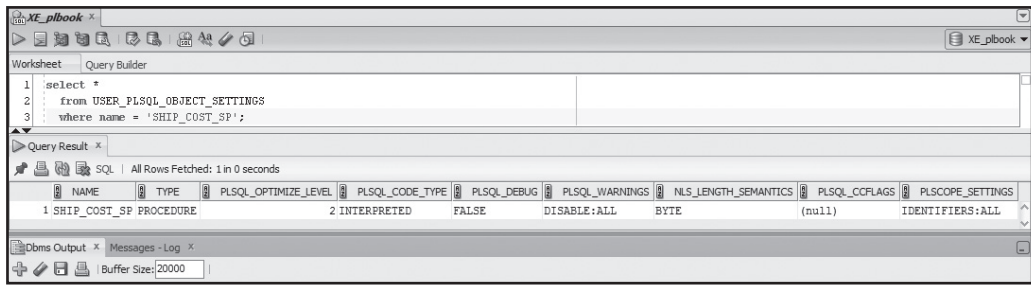 XE_plbook
XE_plbook
Worksheet Query Builder
1 select *
2 from USER_PLSQL_OBJECT_SETTINGS
3 where name = 'SHIP_COST_SP';
Query Result x
SQL | All Rows Fetched: 1 in 0 seconds
NAME TYPE PLSQL_OPTIMIZE_LEVEL PLSQL_CODE_TYPE PLSQL_DEBUG PLSQL_WARNINGS NLS_LENGTH_SEMANTICS PLSQL_CCFLAGS PLSCOPE_SETTINGS
1 SHIP_COST_SP PROCEDURE 2 INTERPRETED FALSE DISABLE:ALL BYTE (null) IDENTIFIERS:ALL
Dbms Output x Messages - Log x
Buffer Size: 20000